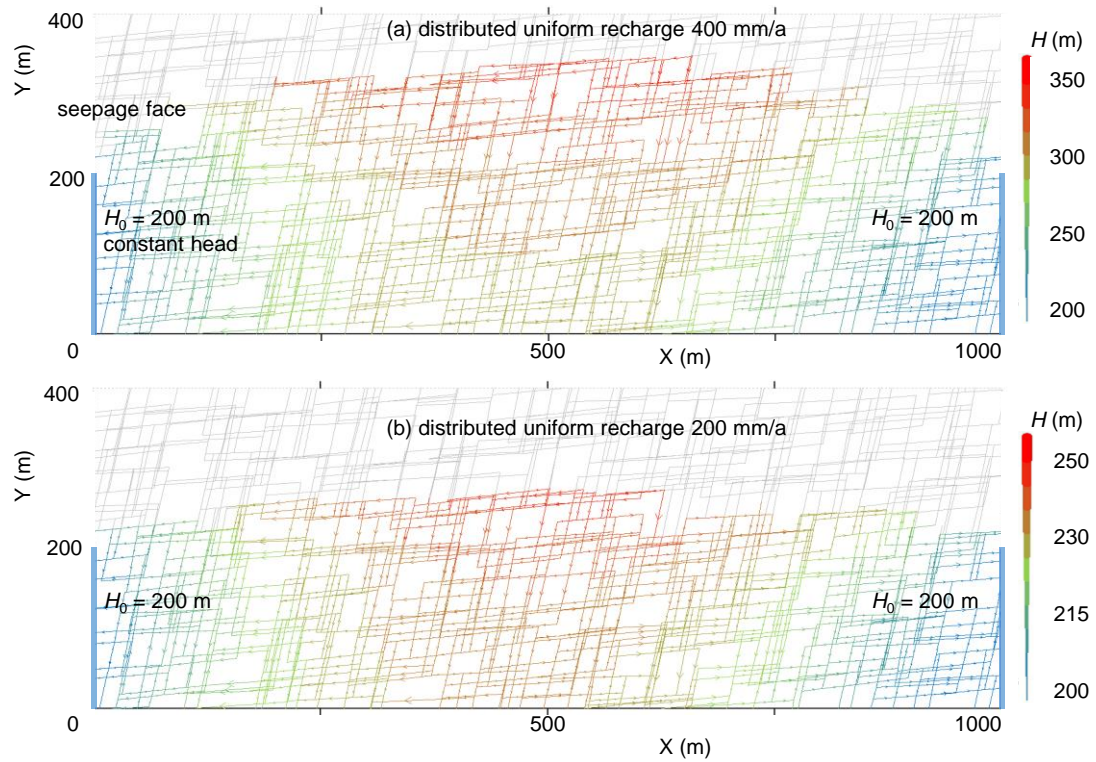 400
(a) distributed uniform recharge 400 mm/a
H (m)
Y (m)
350
seepage face
300
200
H₀ = 200 m
H₀ = 200 m
constant head
250
200
0
500
1000
X (m)
400
(b) distributed uniform recharge 200 mm/a
H (m)
Y (m)
250
230
200
H₀ = 200 m
H₀ = 200 m
215
200
0
500
1000
X (m)